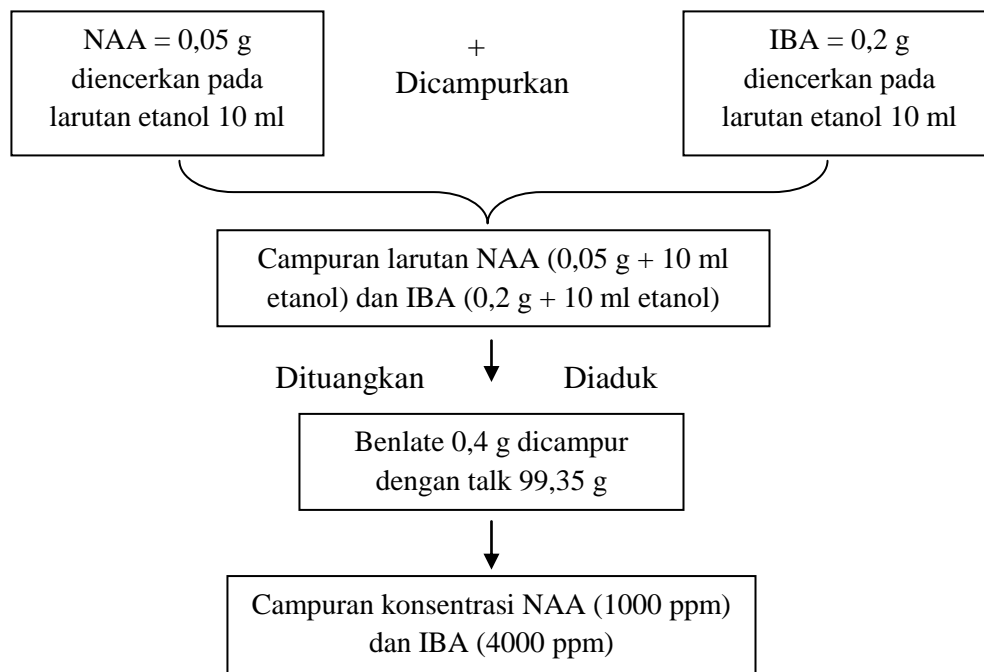 NAA = 0,05 g
diencerkan pada
larutan etanol 10 ml
+
Dicampurkan
IBA = 0,2 g
diencerkan pada
larutan etanol 10 ml
Campuran larutan NAA (0,05 g + 10 ml
etanol) dan IBA (0,2 g + 10 ml etanol)
Dituangkan
Diaduk
Benlate 0,4 g dicampur
dengan talk 99,35 g
Campuran konsentrasi NAA (1000 ppm)
dan IBA (4000 ppm)